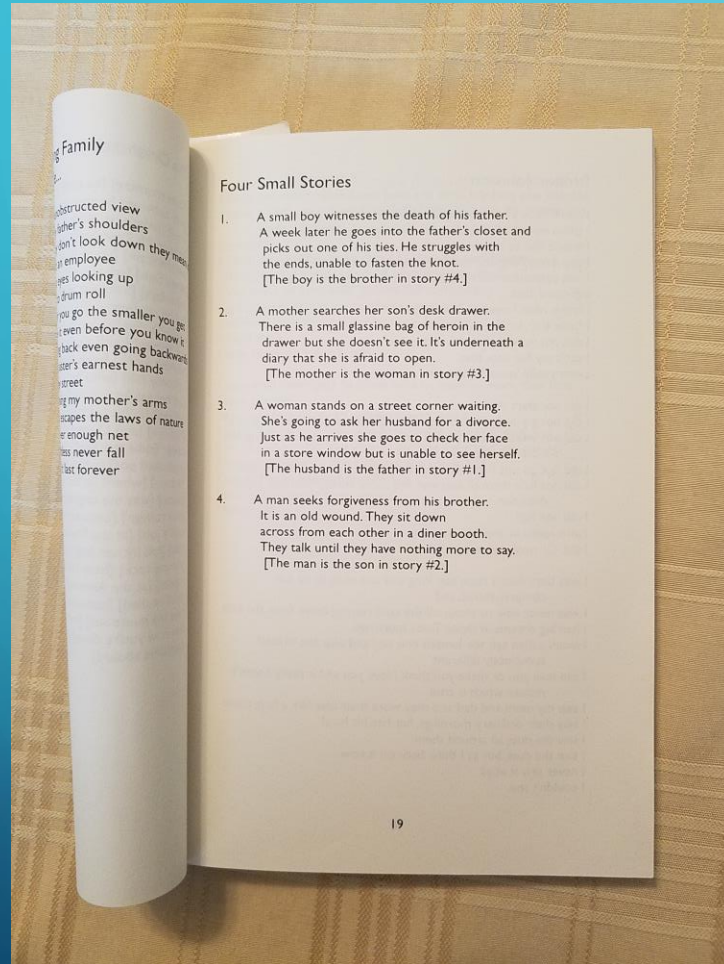 Family
obstructed view
father's shoulders
don't look down they mean
an employee
eyes looking up
drum roll
you go the smaller you get
even before you know it
back even going backwards
earnest hands
street
my mother's arms
escapes the laws of nature
enough net
never fall
last forever
Four Small Stories
1. A small boy witnesses the death of his father.
A week later he goes into the father's closet and
picks out one of his ties. He struggles with
the ends, unable to fasten the knot.
[The boy is the brother in story #4.]
2. A mother searches her son's desk drawer.
There is a small glassine bag of heroin in the
drawer but she doesn't see it. It's underneath a
diary that she is afraid to open.
[The mother is the woman in story #3.]
3. A woman stands on a street corner waiting.
She's going to ask her husband for a divorce.
Just as he arrives she goes to check her face
in a store window but is unable to see herself.
[The husband is the father in story #1.]
4. A man seeks forgiveness from his brother.
It is an old wound. They sit down
across from each other in a diner booth.
They talk until they have nothing more to say.
[The man is the son in story #2.]
19